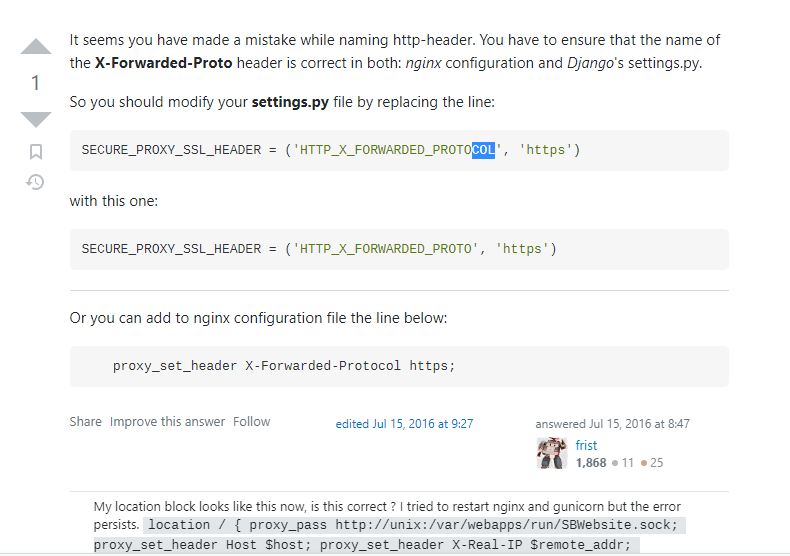 It seems you have made a mistake while naming http-header. You have to ensure that the name of
the X-Forwarded-Proto header is correct in both: nginx configuration and Django's settings.py.
1
So you should modify your settings.py file by replacing the line:
SECURE_PROXY_SSL_HEADER = ('HTTP_X_FORWARDED_PROTOCOL', 'https')
with this one:
SECURE_PROXY_SSL_HEADER = ('HTTP_X_FORWARDED_PROTO', 'https')
Or you can add to nginx configuration file the line below:
proxy_set_header X-Forwarded-Protocol https;
Share Improve this answer Follow
edited Jul 15, 2016 at 9:27
answered Jul 15, 2016 at 8:47
frist
1,868 11 25
My location block looks like this now, is this correct ? I tried to restart nginx and gunicorn but the error
persists. location / { proxy_pass http://unix:/var/webapps/run/SBWebsite.sock;
proxy_set_header Host $host; proxy_set_header X-Real-IP $remote_addr;